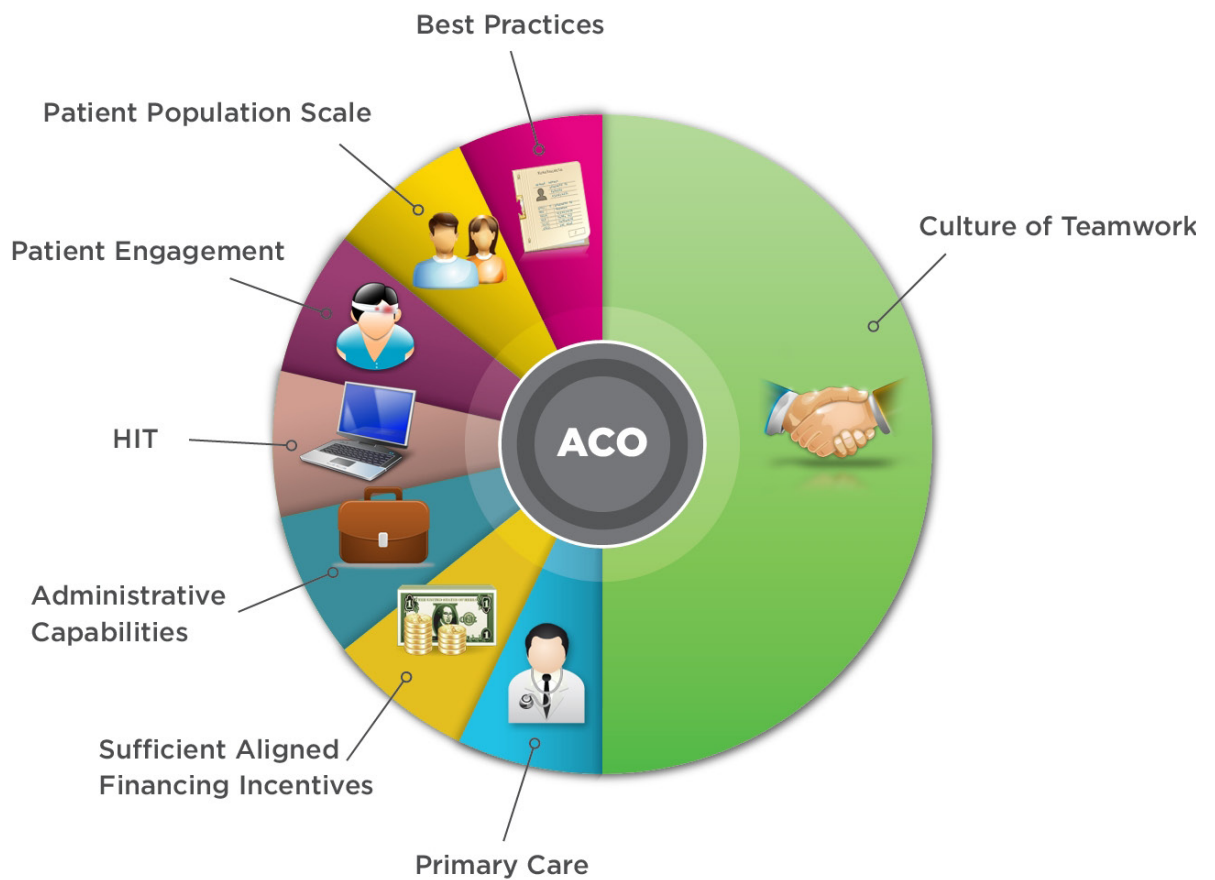 Best Practices
Patient Population Scale
Culture of Teamwork
Patient Engagement
HIT
ACO
Administrative
Capabilities
Sufficient Aligned
Financing Incentives
Primary Care